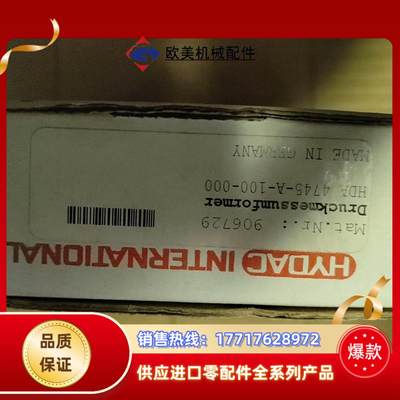 欧美机械配件
MADE IN GERMANY
HDA 4745-A-100-000
Druckmessumformer
Mat.Nr.: 906729
HYDAC INTERNATIONAL
品质
保证
销售热线：17717628972
爆款
供应进口零配件全系列产品